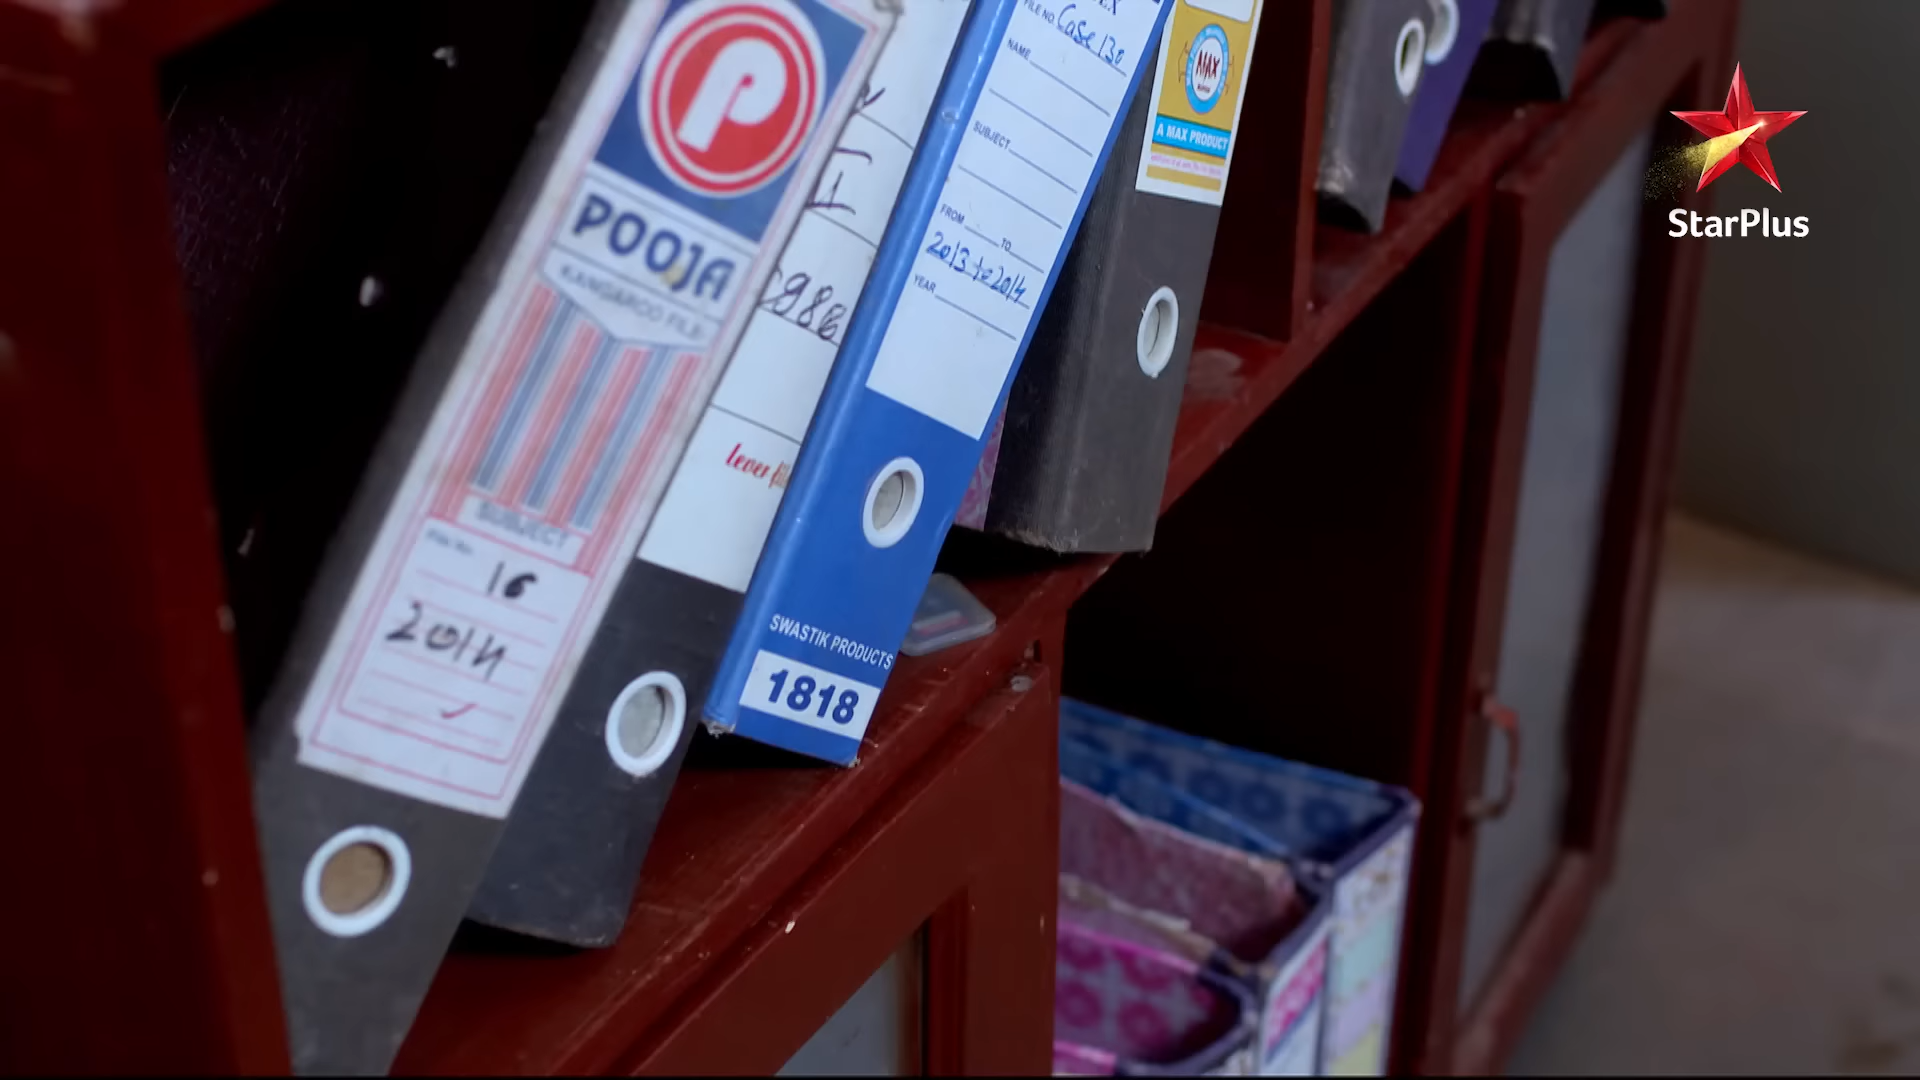 P
POOJA
KANGAROO FILE
SUBJECT
File No.
16
2014
Lever
FILE NO. Case 130
NAME
SUBJECT
FROM TO
2013 to 2014
YEAR
SWASTIK PRODUCTS
1818
MAX
A MAX PRODUCT
StarPlus